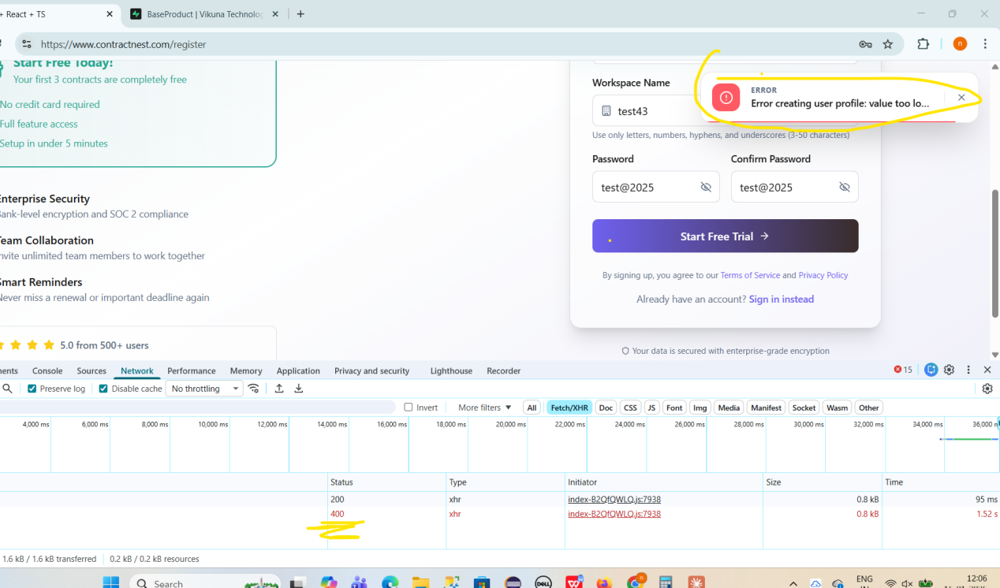 + React + TS
BaseProduct | Vikuna Technolog
https://www.contractnest.com/register
n
Start Free Today!
Your first 3 contracts are completely free
No credit card required
Full feature access
Setup in under 5 minutes
Enterprise Security
Bank-level encryption and SOC 2 compliance
Team Collaboration
Invite unlimited team members to work together
Smart Reminders
Never miss a renewal or important deadline again
5.0 from 500+ users
Workspace Name
test43
ERROR
Error creating user profile: value too lo...
Use only letters, numbers, hyphens, and underscores (3-50 characters)
Password Confirm Password
test@2025 test@2025
Start Free Trial →
By signing up, you agree to our Terms of Service and Privacy Policy
Already have an account? Sign in instead
Your data is secured with enterprise-grade encryption
nents Console Sources Network Performance Memory Application Privacy and security Lighthouse Recorder 15
Preserve log Disable cache No throttling
Invert More filters All Fetch/XHR Doc CSS JS Font Img Media Manifest Socket Wasm Other
4,000 ms 6,000 ms 8,000 ms 10,000 ms 12,000 ms 14,000 ms 16,000 ms 18,000 ms 20,000 ms 22,000 ms 24,000 ms 26,000 ms 28,000 ms 30,000 ms 32,000 ms 34,000 ms 36,000 m
Status Type Initiator Size Time
200 xhr index-B2QfQWLQ.js:7938 0.8 kB 95 ms
400 xhr index-B2QfQWLQ.js:7938 0.8 kB 1.52 s
1.6 kB / 1.6 kB transferred 0.2 kB / 0.2 kB resources
Search
DELL
n
ENG
12:06